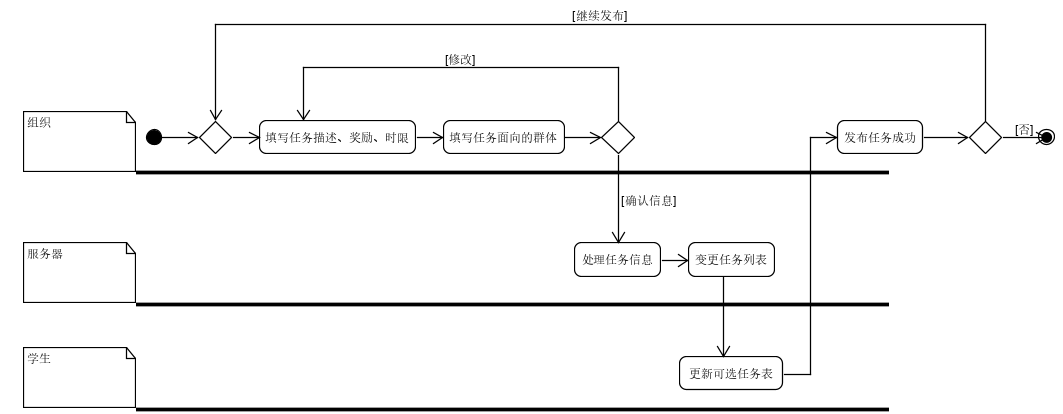 [继续发布]
[修改]
组织
填写任务描述、奖励、时限
填写任务面向的群体
发布任务成功
[否]
[确认信息]
服务器
处理任务信息
变更任务列表
学生
更新可选任务表